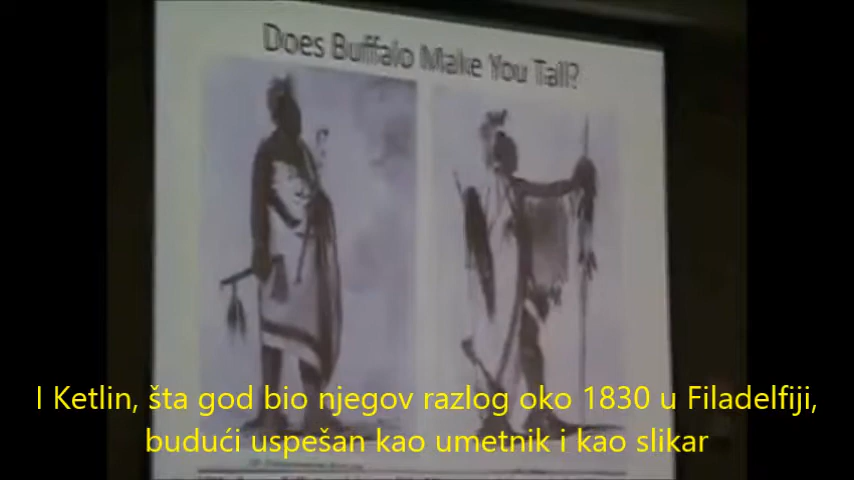 Does Buffalo Make You Tall?
I Ketlin, šta god bio njegov razlog oko 1830 u Filadelfiji,
budući uspešan kao umetnik i kao slikar